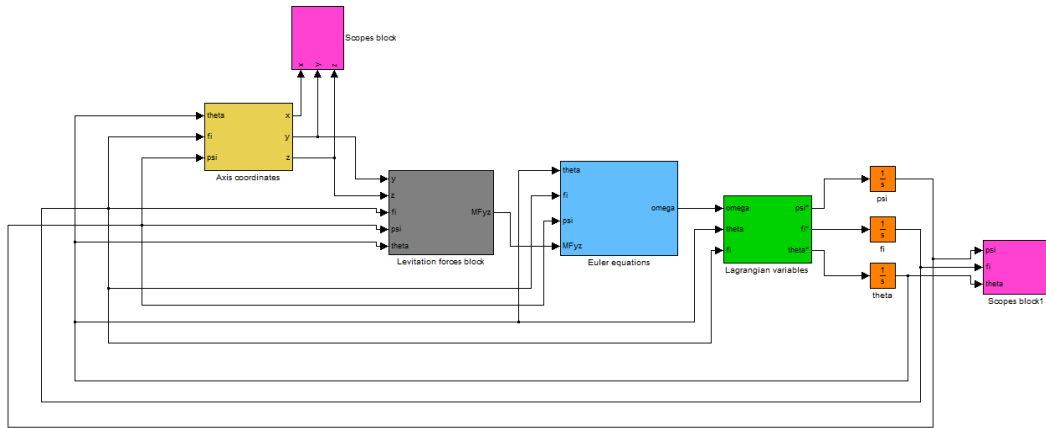 Scopes block
x
y
z
theta
x
fi
y
psi
z
Axis coordinates
y
z
fi
psi
theta
MFyz
Levitation forces block
theta
fi
psi
MFyz
omega
Euler equations
omega
theta
fi
psi*
fi*
theta*
Lagrangian variables
1
s
psi
1
s
fi
1
s
theta
psi
fi
theta
Scopes block1